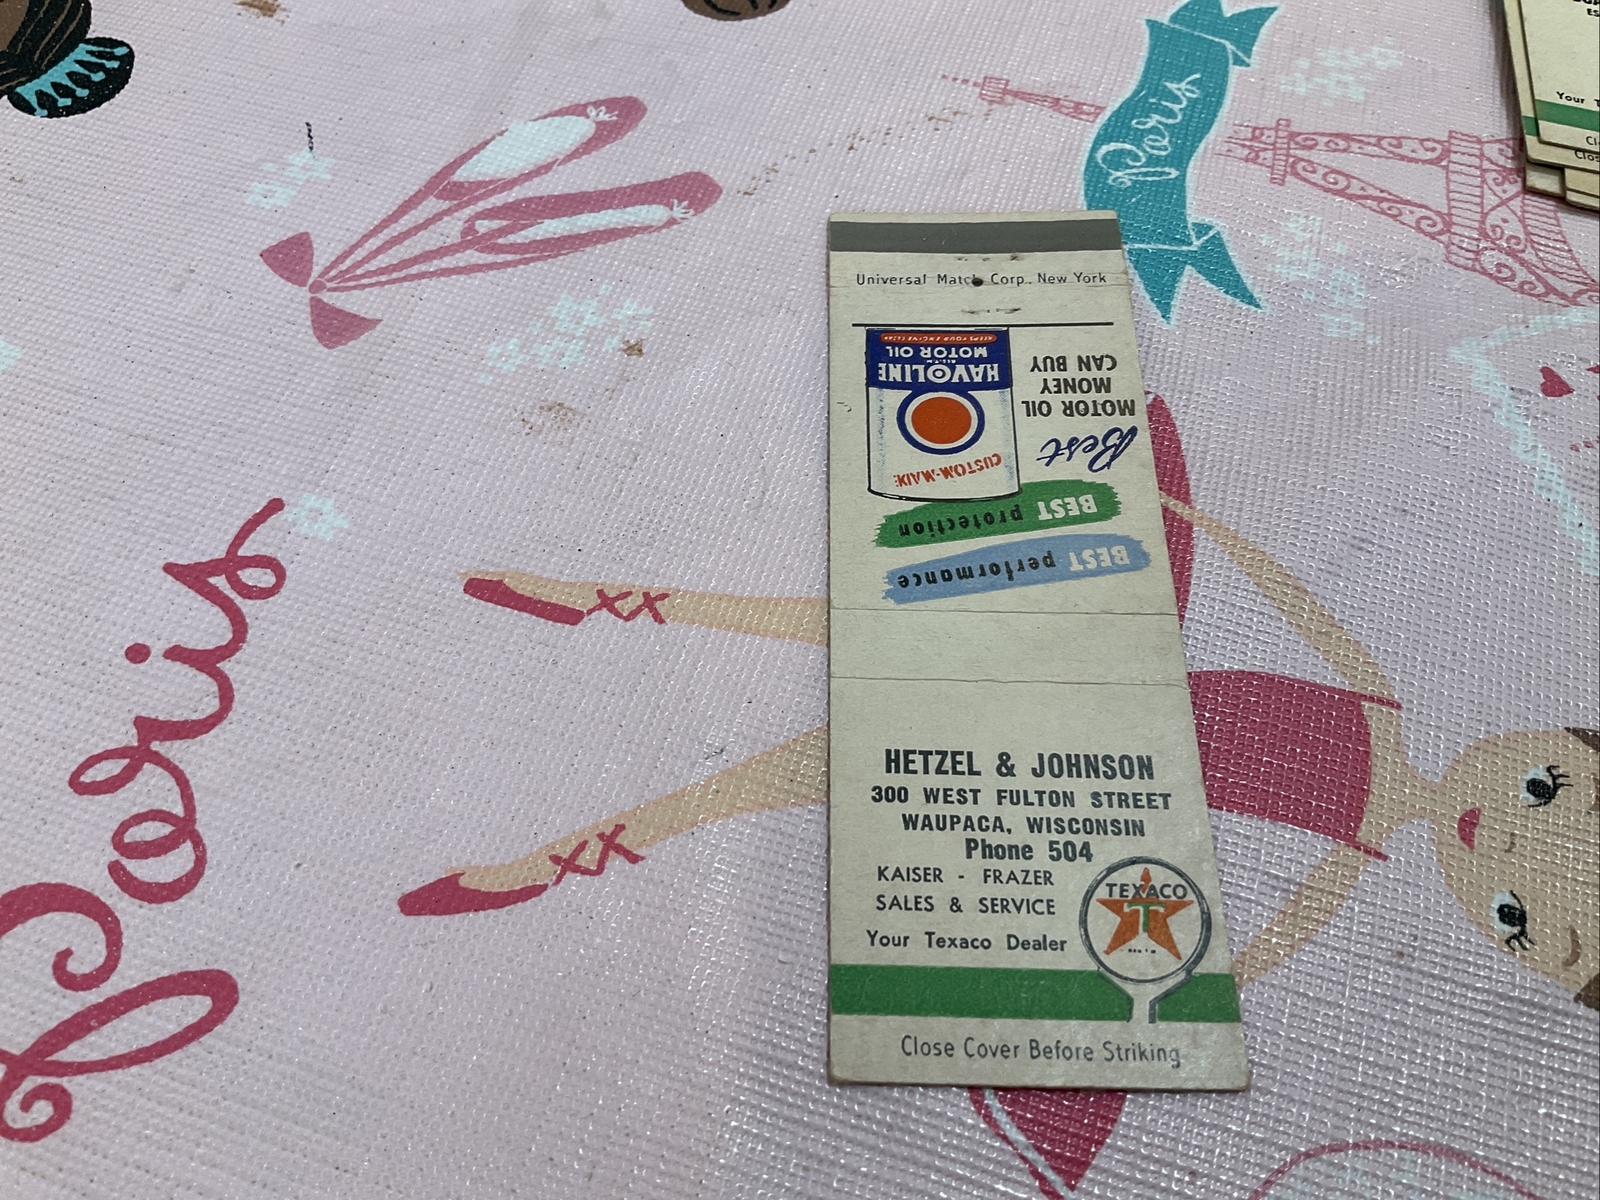 Paris
Paris
Universal Match Corp., New York
BEST performance
BEST protection
CUSTOM-MADE
HAVOLINE
MOTOR OIL
KEEPS YOUR ENGINE CLEAN
Best
MOTOR OIL
MONEY
CAN BUY
HETZEL & JOHNSON
300 WEST FULTON STREET
WAUPACA, WISCONSIN
Phone 504
KAISER - FRAZER
SALES & SERVICE
Your Texaco Dealer
TEXACO
T
Close Cover Before Striking
Your T